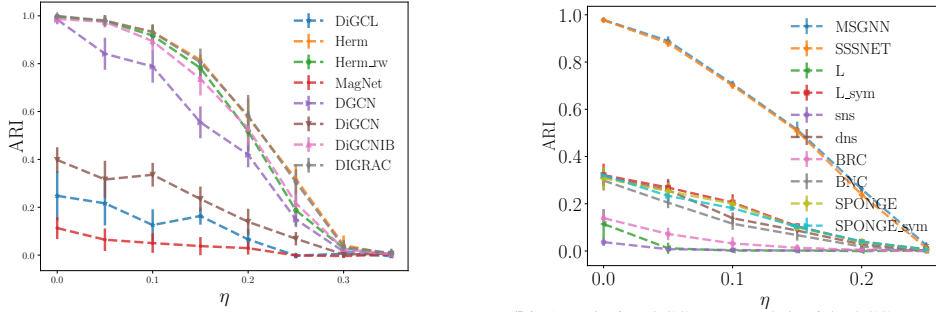 1.0
0.8
0.6
0.4
0.2
0.0
ARI
0.0 0.1 0.2 0.3
η
DiGCL
Herm
Herm_rw
MagNet
DGCN
DiGCN
DiGCNIB
DIGRAC
1.0
0.8
0.6
0.4
0.2
0.0
ARI
0.0 0.1 0.2
η
MSGNN
SSSNET
L
L_sym
sns
dns
BRC
BNC
SPONGE
SPONGE_sym